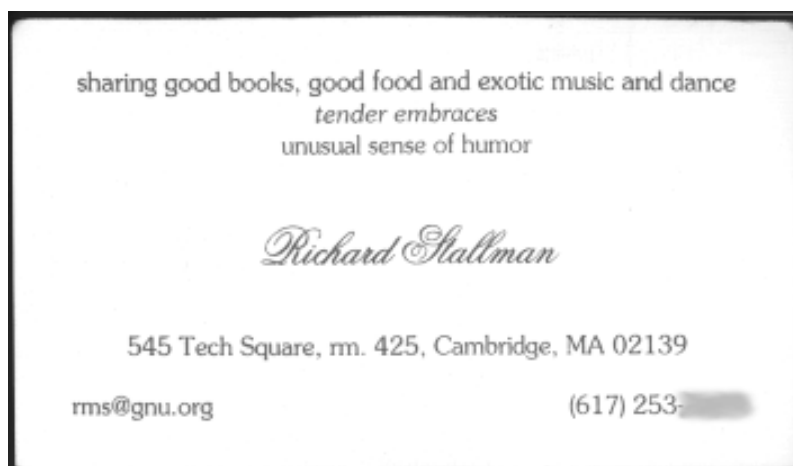 sharing good books, good food and exotic music and dance
tender embraces
unusual sense of humor
Richard Stallman
545 Tech Square, rm. 425, Cambridge, MA 02139
rms@gnu.org
(617) 253-